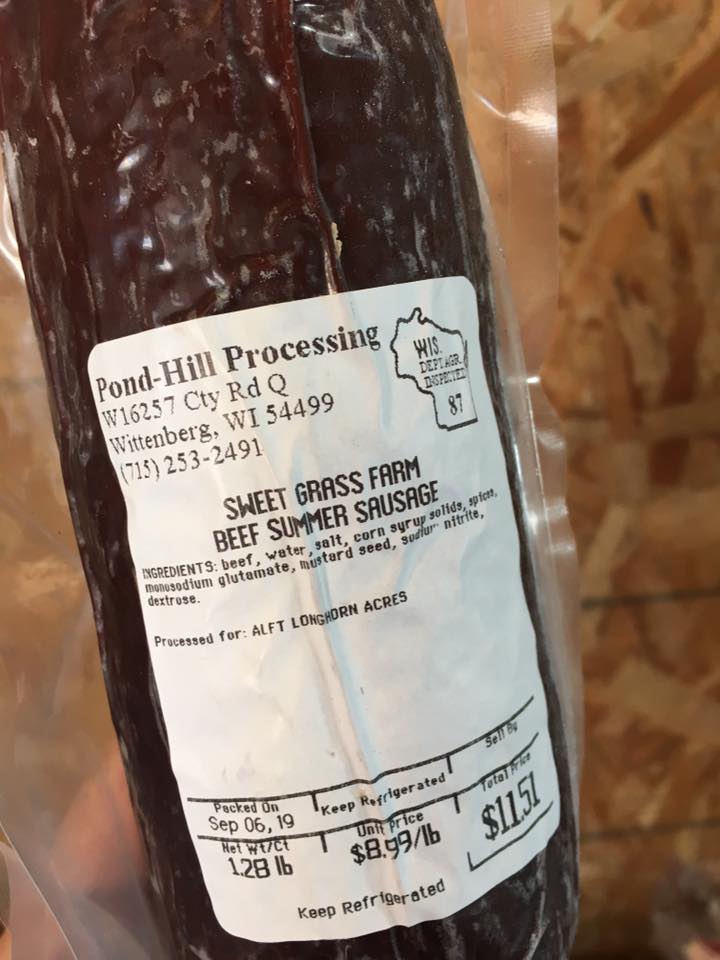 Pond-Hill Processing
W16257 Cty Rd Q
Wittenberg, WI 54499
(715) 253-2491
WIS.
DEPT AGR.
INSPECTED
87
SWEET GRASS FARM
BEEF SUMMER SAUSAGE
INGREDIENTS: beef, water, salt, corn syrup solids, spices,
monosodium glutamate, mustard seed, sodium nitrite,
dextrose.
Processed for: ALFT LONGHORN ACRES
Packed On
Keep Refrigerated
Sell By
Sep 06, 19
Net Wt/Ct
Unit Price
Total Price
1.28 lb
$8.99/lb
$11.51
Keep Refrigerated